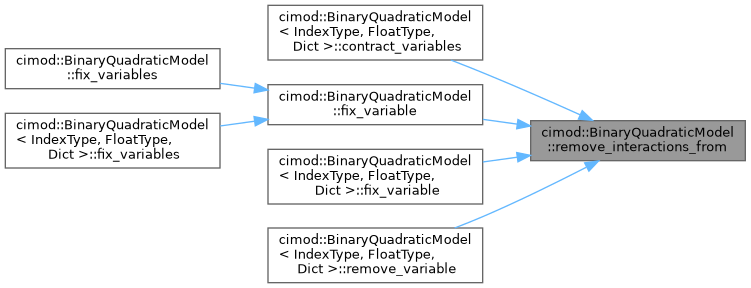 cimod::BinaryQuadraticModel
< IndexType, FloatType,
Dict >::contract_variables
cimod::BinaryQuadraticModel
::fix_variables
cimod::BinaryQuadraticModel
::fix_variable
cimod::BinaryQuadraticModel
< IndexType, FloatType,
Dict >::fix_variables
cimod::BinaryQuadraticModel
::remove_interactions_from
cimod::BinaryQuadraticModel
< IndexType, FloatType,
Dict >::fix_variable
cimod::BinaryQuadraticModel
< IndexType, FloatType,
Dict >::remove_variable